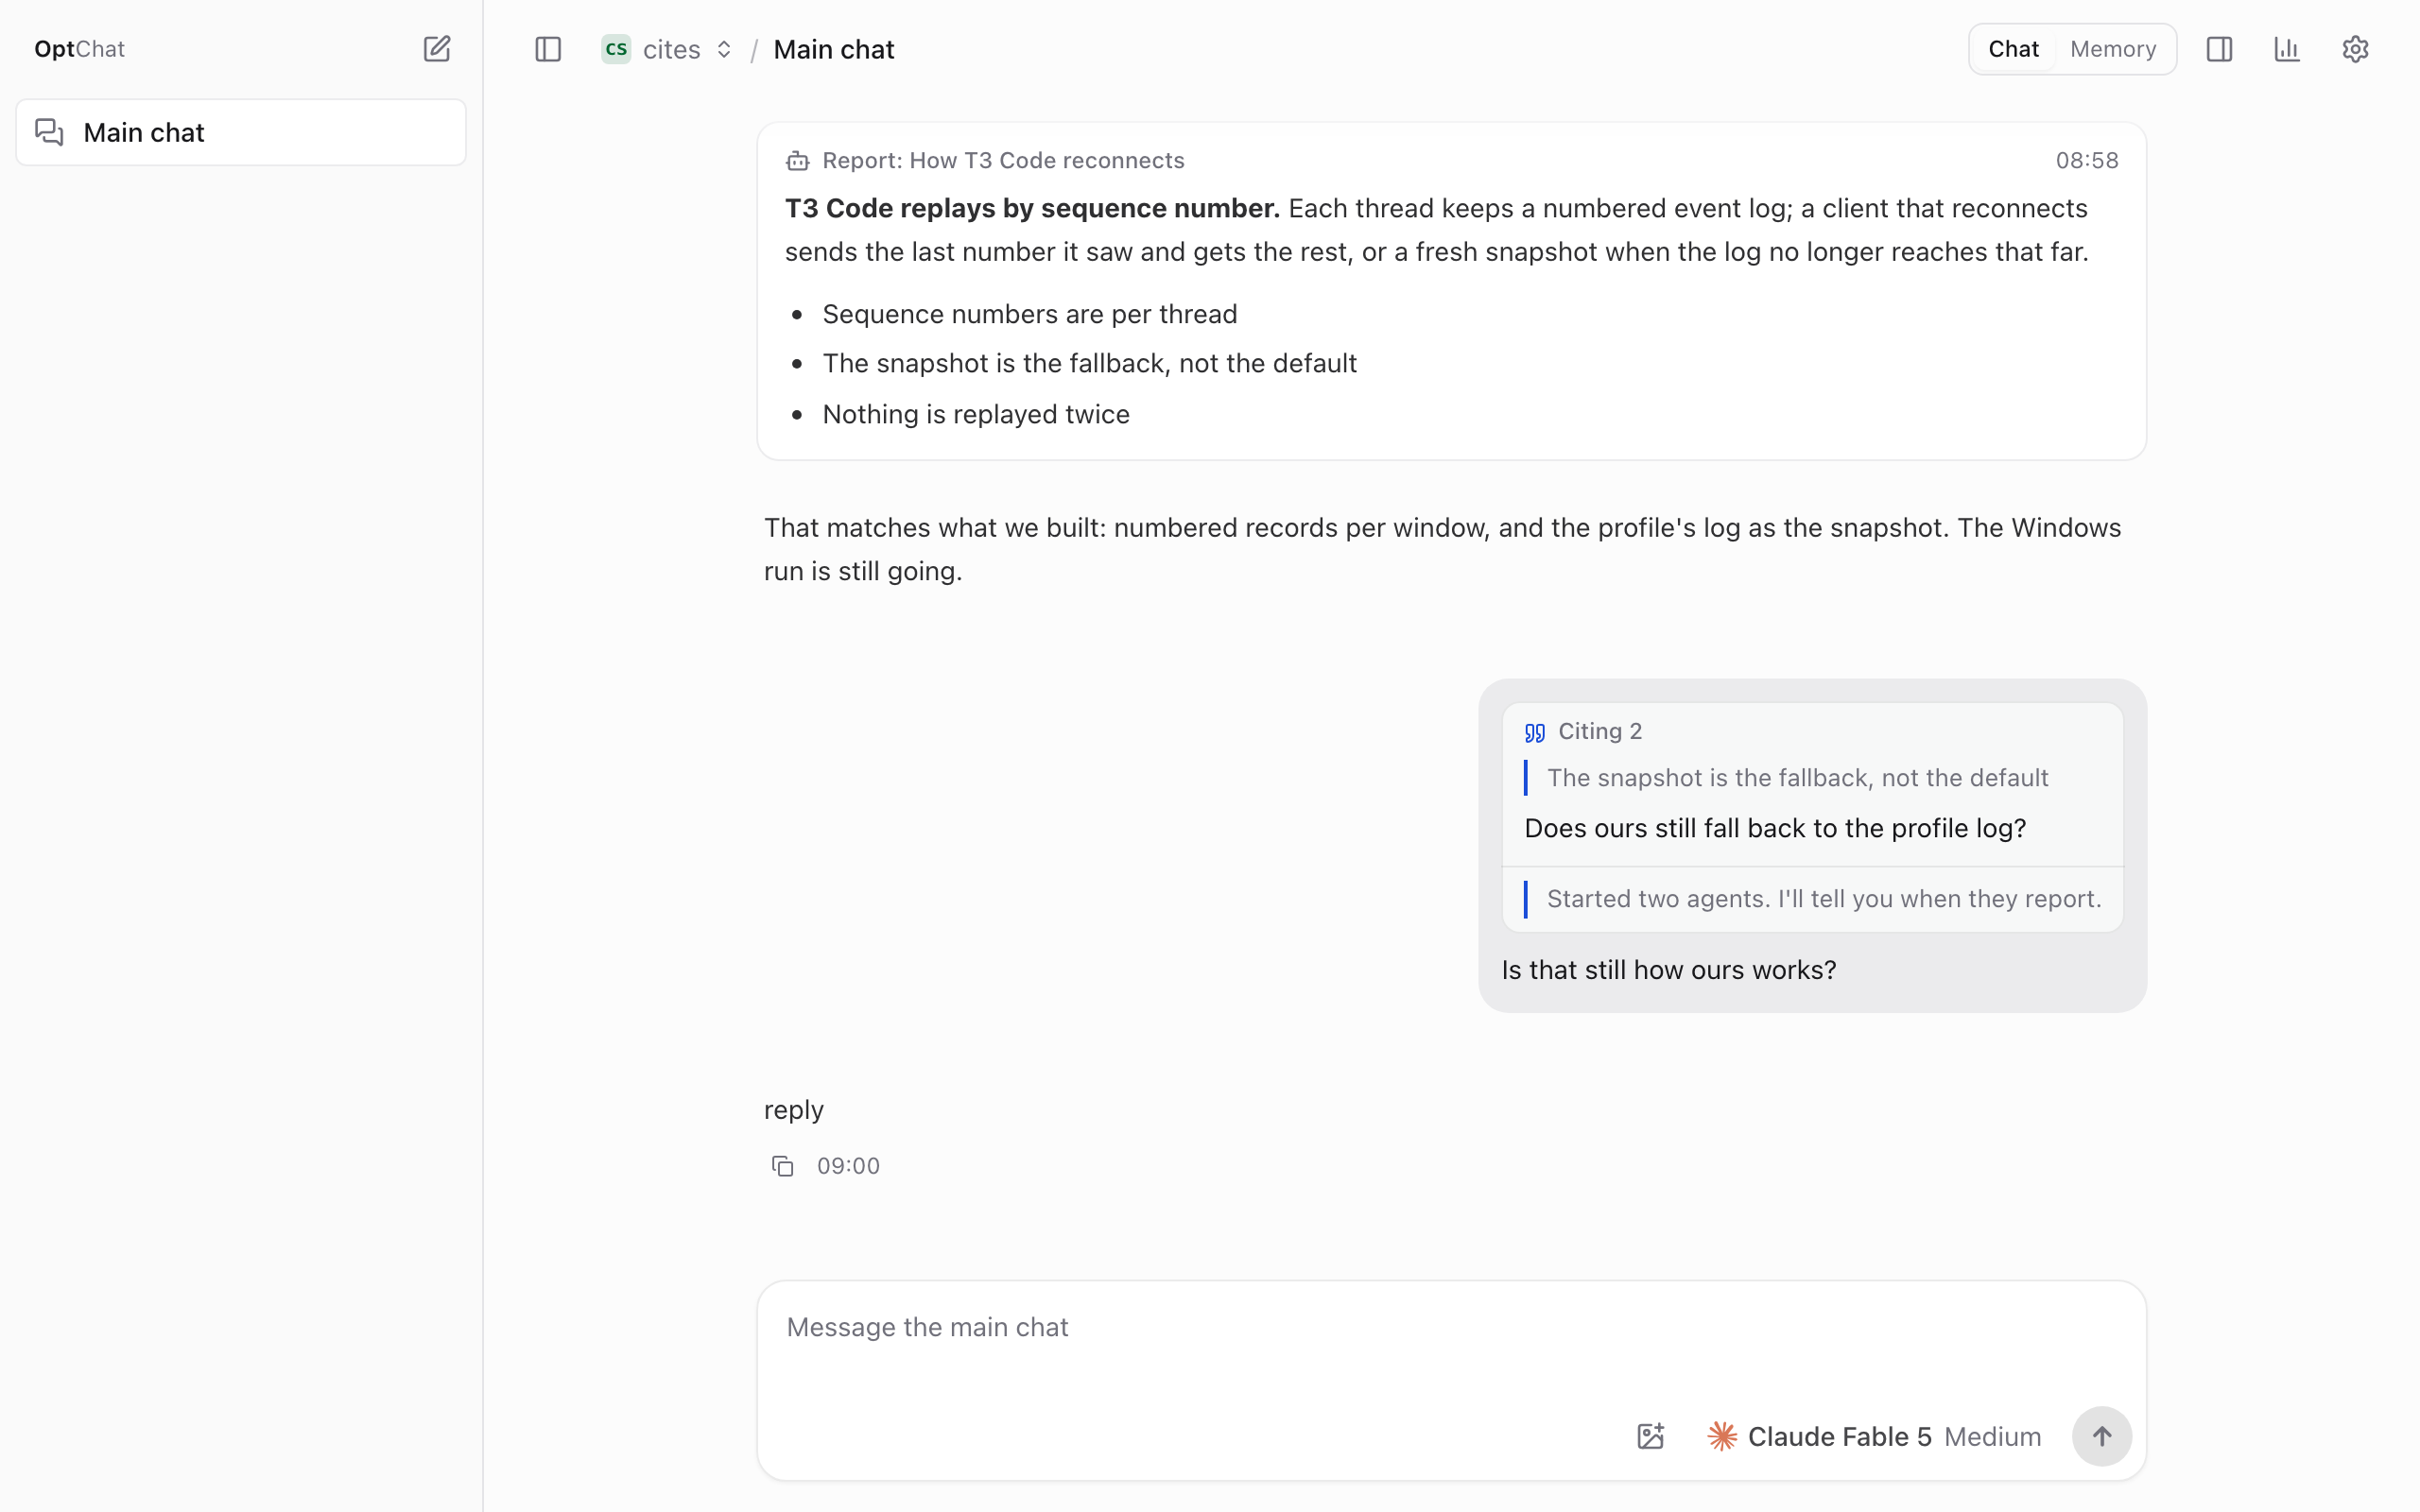 OptChat
Main chat
CS cites / Main chat
Chat Memory
Report: How T3 Code reconnects 08:58
T3 Code replays by sequence number. Each thread keeps a numbered event log; a client that reconnects
sends the last number it saw and gets the rest, or a fresh snapshot when the log no longer reaches that far.
• Sequence numbers are per thread
• The snapshot is the fallback, not the default
• Nothing is replayed twice
That matches what we built: numbered records per window, and the profile's log as the snapshot. The Windows
run is still going.
Citing 2
The snapshot is the fallback, not the default
Does ours still fall back to the profile log?
Started two agents. I'll tell you when they report.
Is that still how ours works?
reply
09:00
Message the main chat
Claude Fable 5 Medium